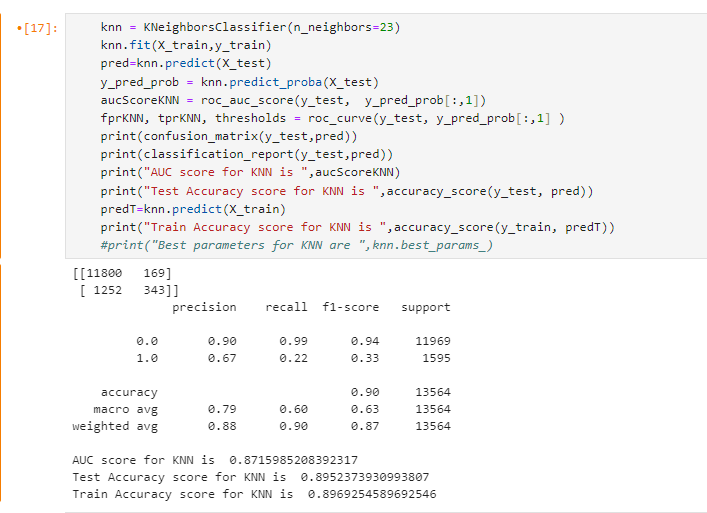 •[17]: knn = KNeighborsClassifier(n_neighbors=23)
knn.fit(X_train,y_train)
pred=knn.predict(X_test)
y_pred_prob = knn.predict_proba(X_test)
aucScoreKNN = roc_auc_score(y_test,  y_pred_prob[:,1])
fprKNN, tprKNN, thresholds = roc_curve(y_test, y_pred_prob[:,1] )
print(confusion_matrix(y_test,pred))
print(classification_report(y_test,pred))
print("AUC score for KNN is ",aucScoreKNN)
print("Test Accuracy score for KNN is ",accuracy_score(y_test, pred))
predT=knn.predict(X_train)
print("Train Accuracy score for KNN is ",accuracy_score(y_train, predT))
#print("Best parameters for KNN are ",knn.best_params_)
[[11800   169]
 [ 1252   343]]
              precision    recall  f1-score   support
         0.0       0.90      0.99      0.94     11969
         1.0       0.67      0.22      0.33      1595
    accuracy                           0.90     13564
   macro avg       0.79      0.60      0.63     13564
weighted avg       0.88      0.90      0.87     13564
AUC score for KNN is  0.8715985208392317
Test Accuracy score for KNN is  0.8952373930993807
Train Accuracy score for KNN is  0.8969254589692546